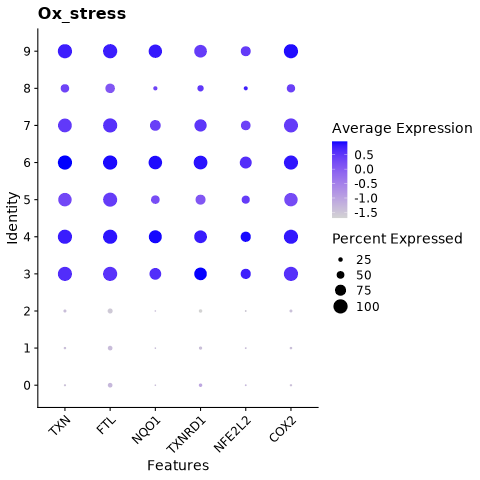 Ox_stress
9
8
7
6
5
4
3
2
1
0
Identity
TXN
FTL
NQO1
TXNRD1
NFE2L2
COX2
Features
Average Expression
0.5
0.0
-0.5
-1.0
-1.5
Percent Expressed
25
50
75
100